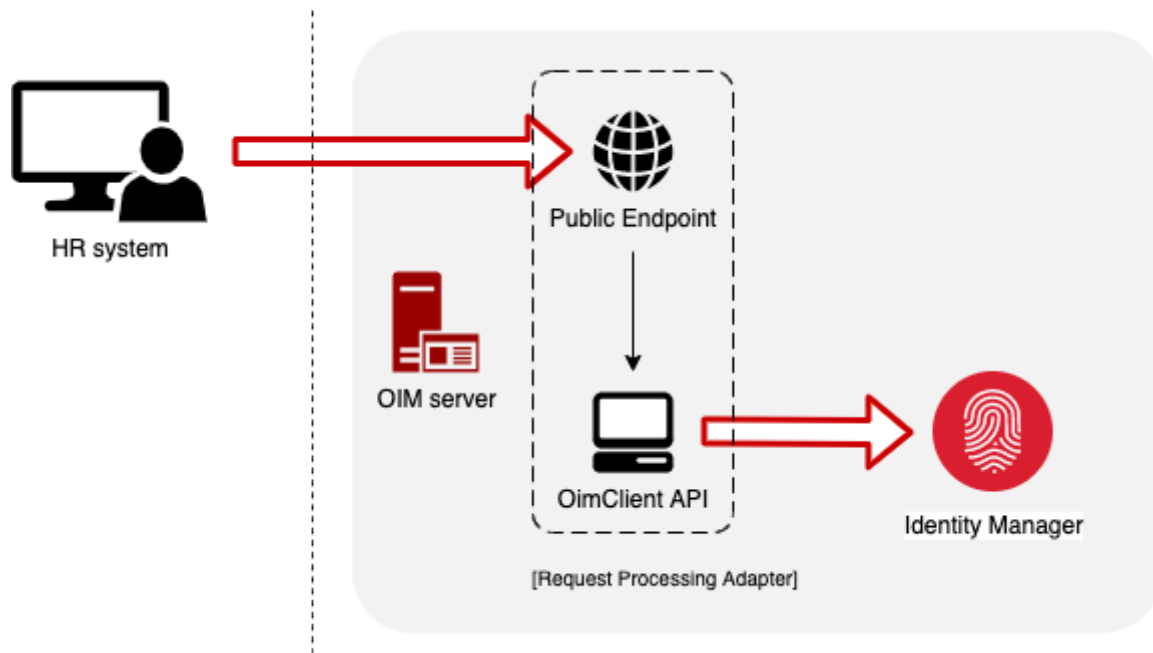 HR system
Public Endpoint
OIM server
OimClient API
Identity Manager
[Request Processing Adapter]